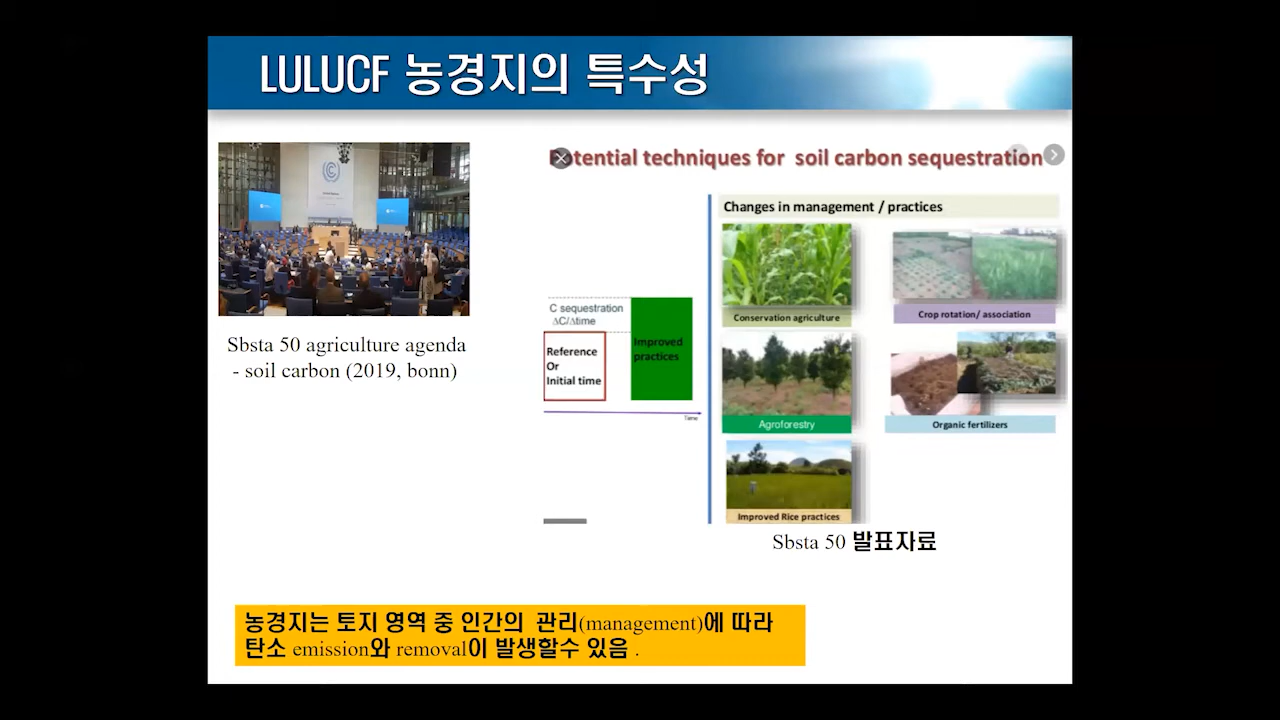 LULUCF 농경지의 특수성
Sbsta 50 agriculture agenda
- soil carbon (2019, bonn)
Potential techniques for soil carbon sequestration
C sequestration
ΔC/Δtime
Reference
Or
Initial time
Improved
practices
Time
Changes in management / practices
Conservation agriculture
Crop rotation/ association
Agroforestry
Organic fertilizers
Improved Rice practices
Sbsta 50 발표자료
농경지는 토지 영역 중 인간의 관리(management)에 따라
탄소 emission와 removal이 발생할수 있음 .